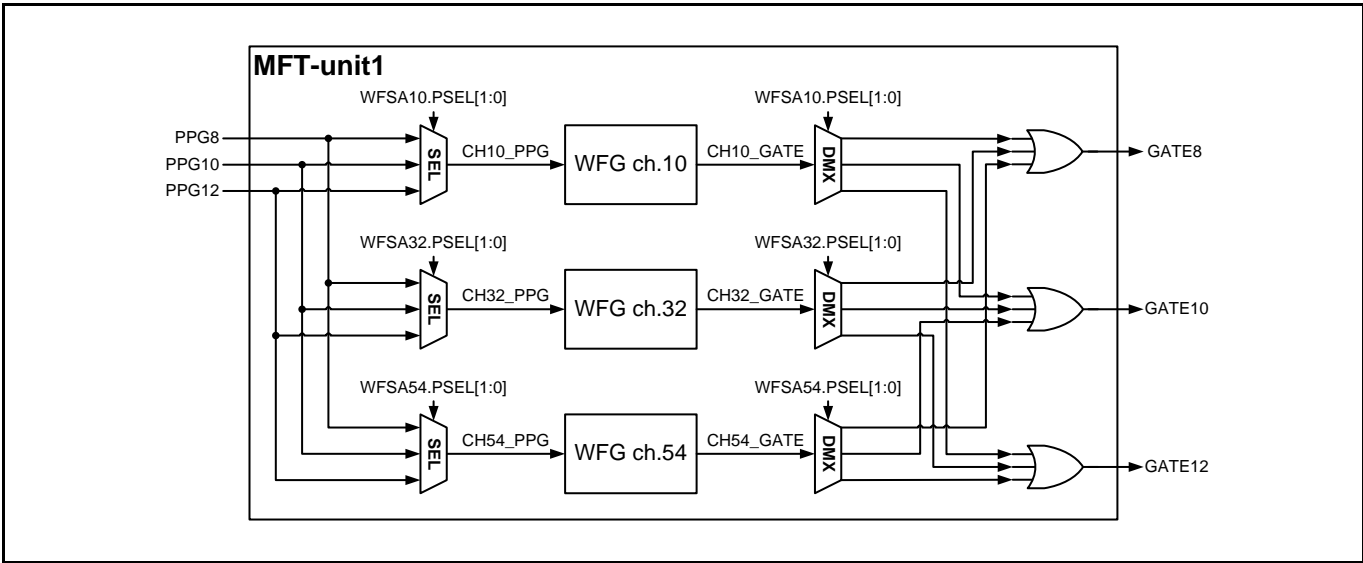 MFT-unit1
WFSA10.PSEL[1:0]
WFSA10.PSEL[1:0]
PPG8
PPG10
PPG12
SEL
CH10_PPG
WFG ch.10
CH10_GATE
DMX
GATE8
WFSA32.PSEL[1:0]
WFSA32.PSEL[1:0]
SEL
CH32_PPG
WFG ch.32
CH32_GATE
DMX
GATE10
WFSA54.PSEL[1:0]
WFSA54.PSEL[1:0]
SEL
CH54_PPG
WFG ch.54
CH54_GATE
DMX
GATE12